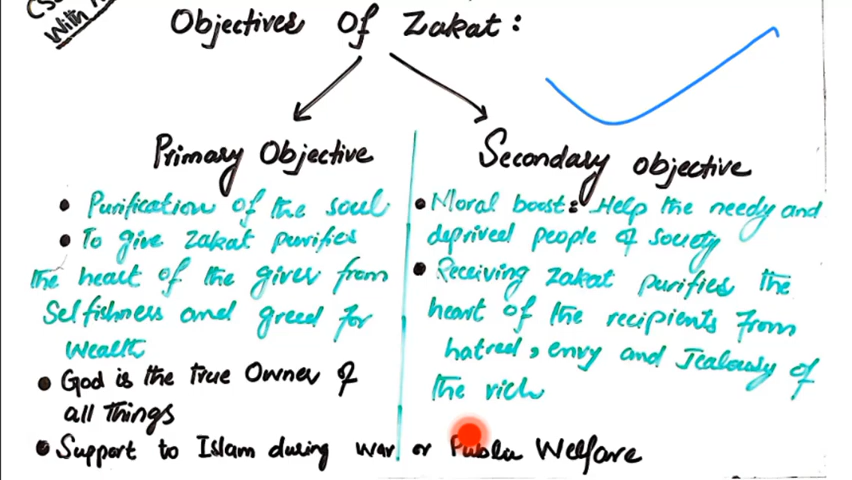 With
Objectives Of Zakat:
Primary Objective
• Purification of the soul
• To give Zakat purifies
the heart of the giver from
Selfishness and greed for
wealth
• God is the true Owner of
all things
• Support to Islam during war or Public Welfare
Secondary objective
• Moral boost: Help the needy and
deprived people of society
• Receiving Zakat purifies the
heart of the recipients from
hatred, envy and Jealousy of
the rich